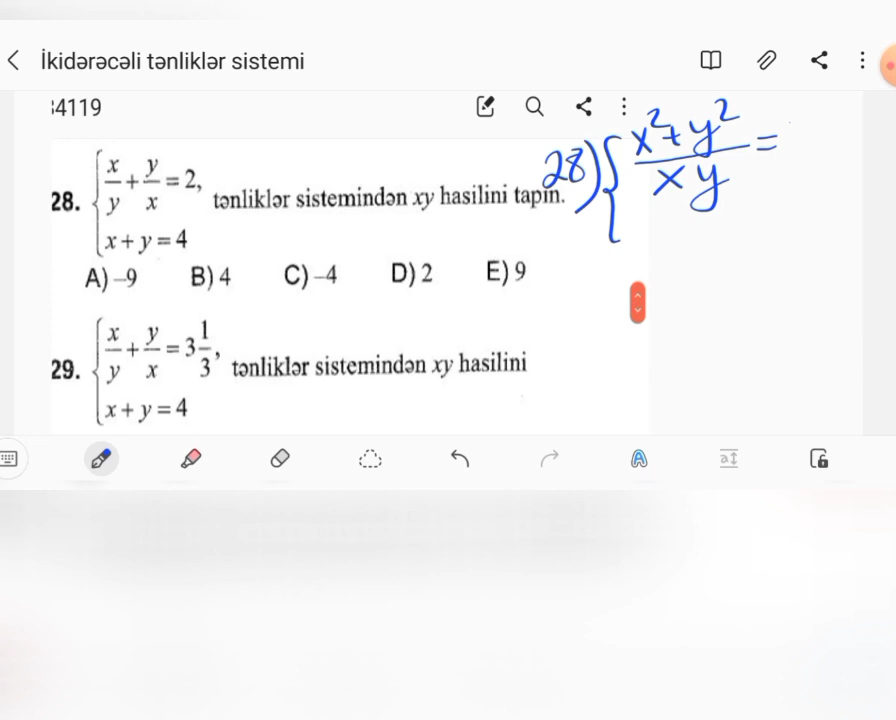 İkidərəcəli tənliklər sistemi
4119
28. { x/y + y/x = 2,
x + y = 4
tənliklər sistemindən xy hasilini tapın.
A) –9 B) 4 C) –4 D) 2 E) 9
29. { x/y + y/x = 3 1/3,
x + y = 4
tənliklər sistemindən xy hasilini
28) { x²+y²/xy =